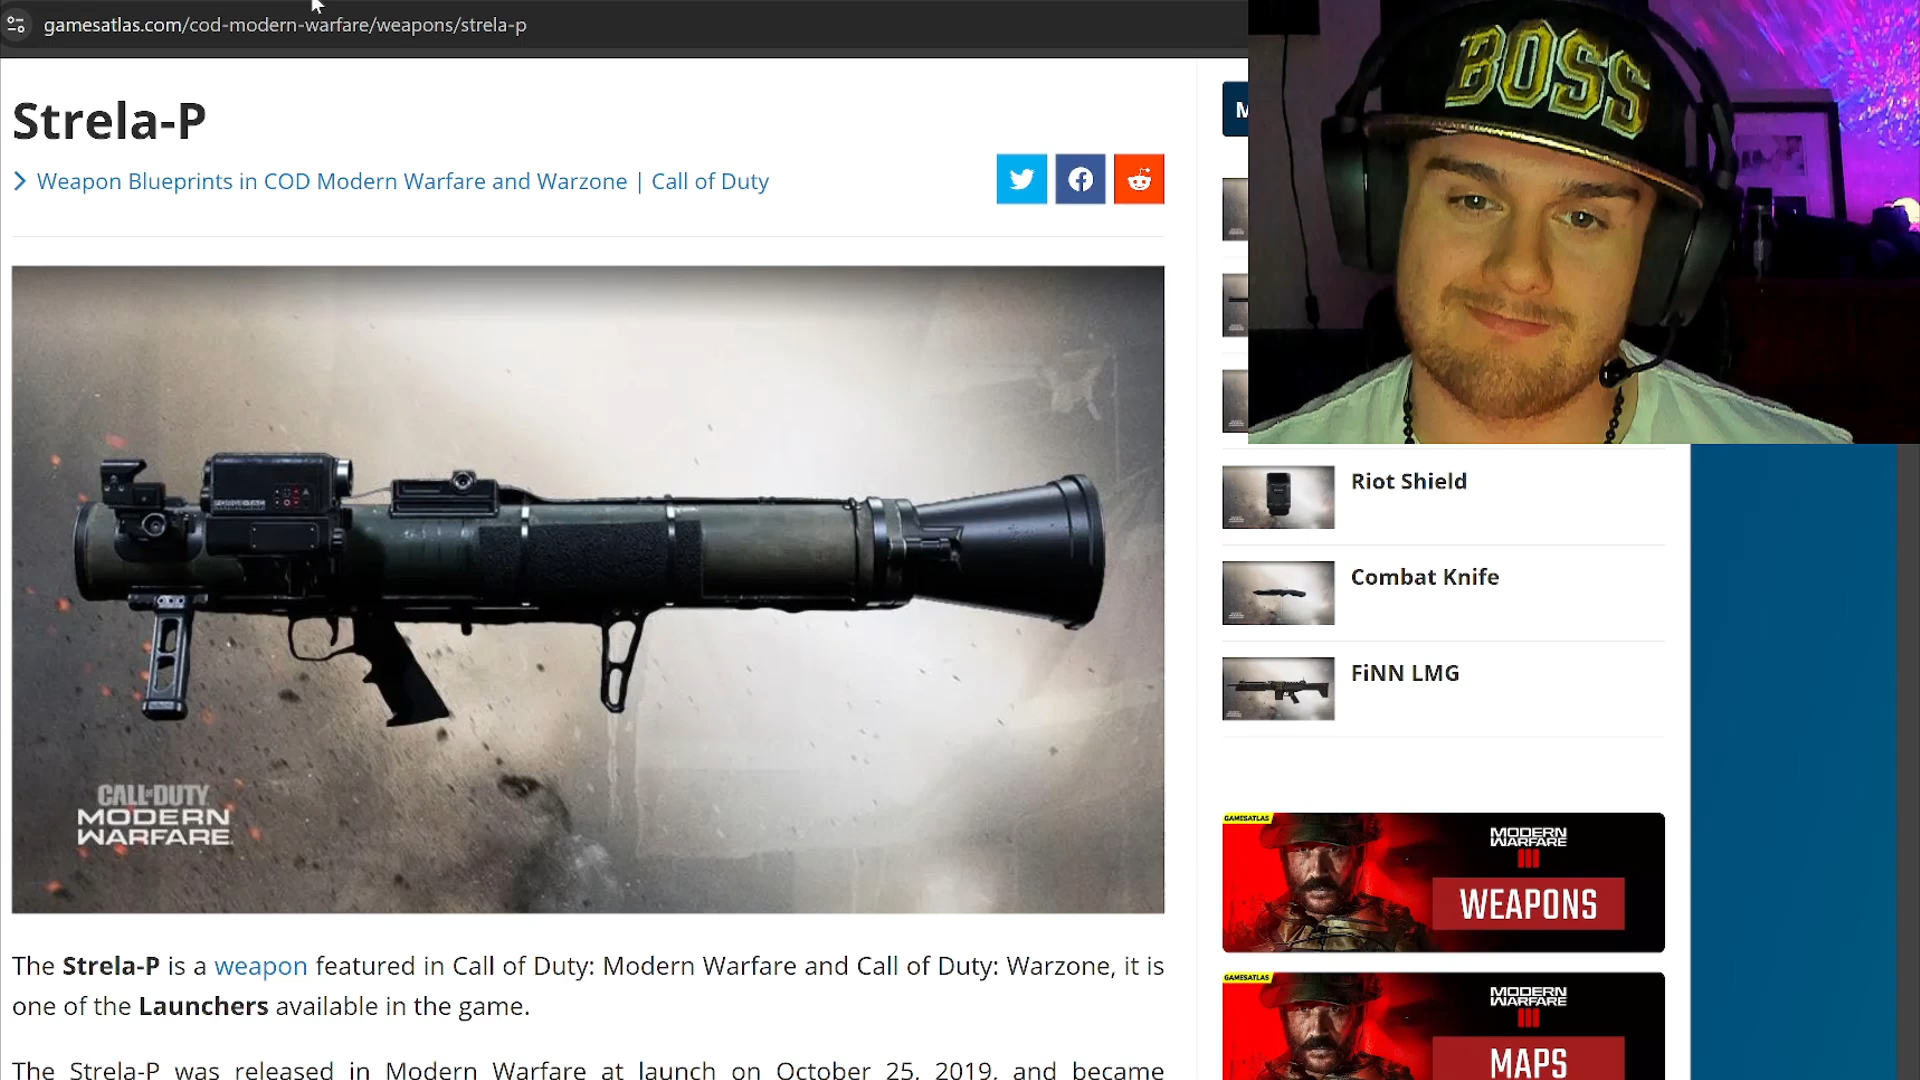 gamesatlas.com/cod-modern-warfare/weapons/strela-p
BOSS
Strela-P
Weapon Blueprints in COD Modern Warfare and Warzone | Call of Duty
M
CALL OF DUTY
MODERN
WARFARE
The Strela-P is a weapon featured in Call of Duty: Modern Warfare and Call of Duty: Warzone, it is
one of the Launchers available in the game.
The Strela-P was released in Modern Warfare at launch on October 25, 2019, and became
Riot Shield
Combat Knife
FiNN LMG
GAMESATLAS
MODERN
WARFARE
III
WEAPONS
GAMESATLAS
MODERN
WARFARE
III
MAPS